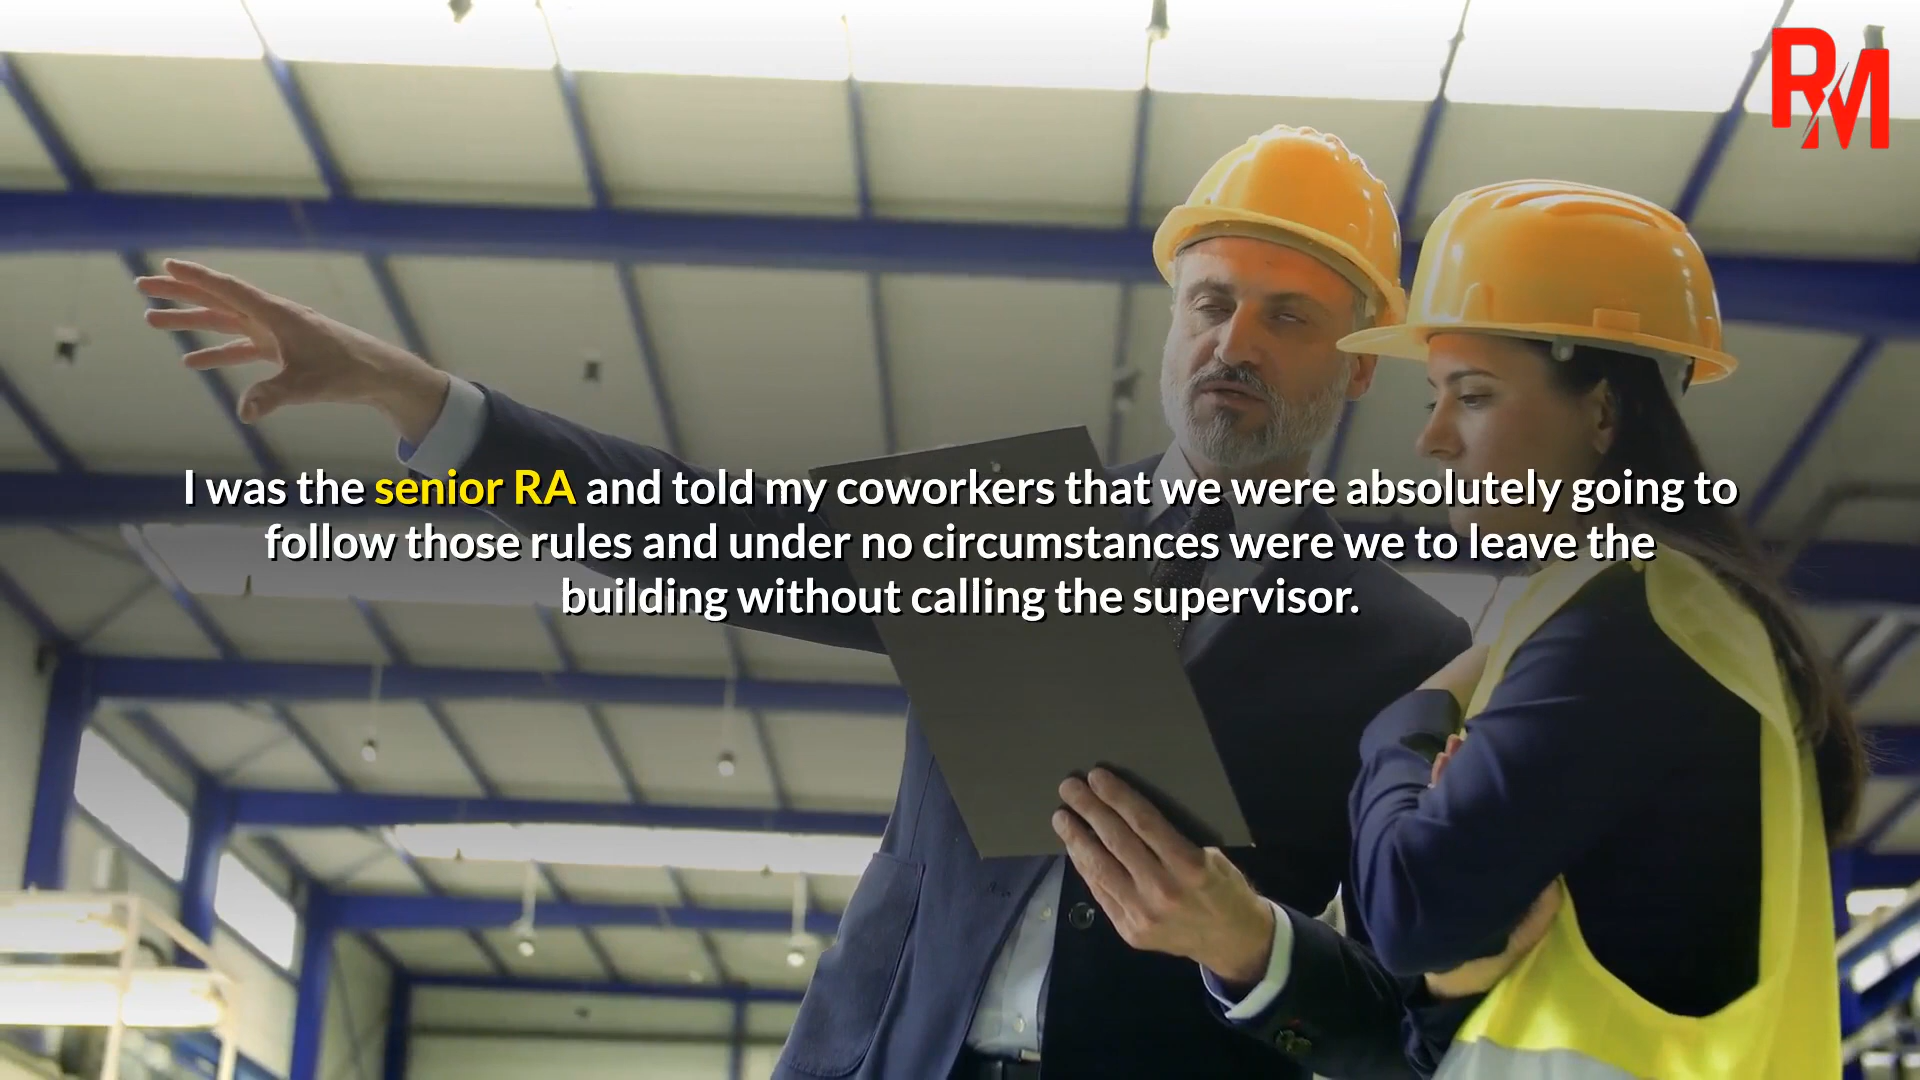 RM
I was the senior RA and told my coworkers that we were absolutely going to
follow those rules and under no circumstances were we to leave the
building without calling the supervisor.